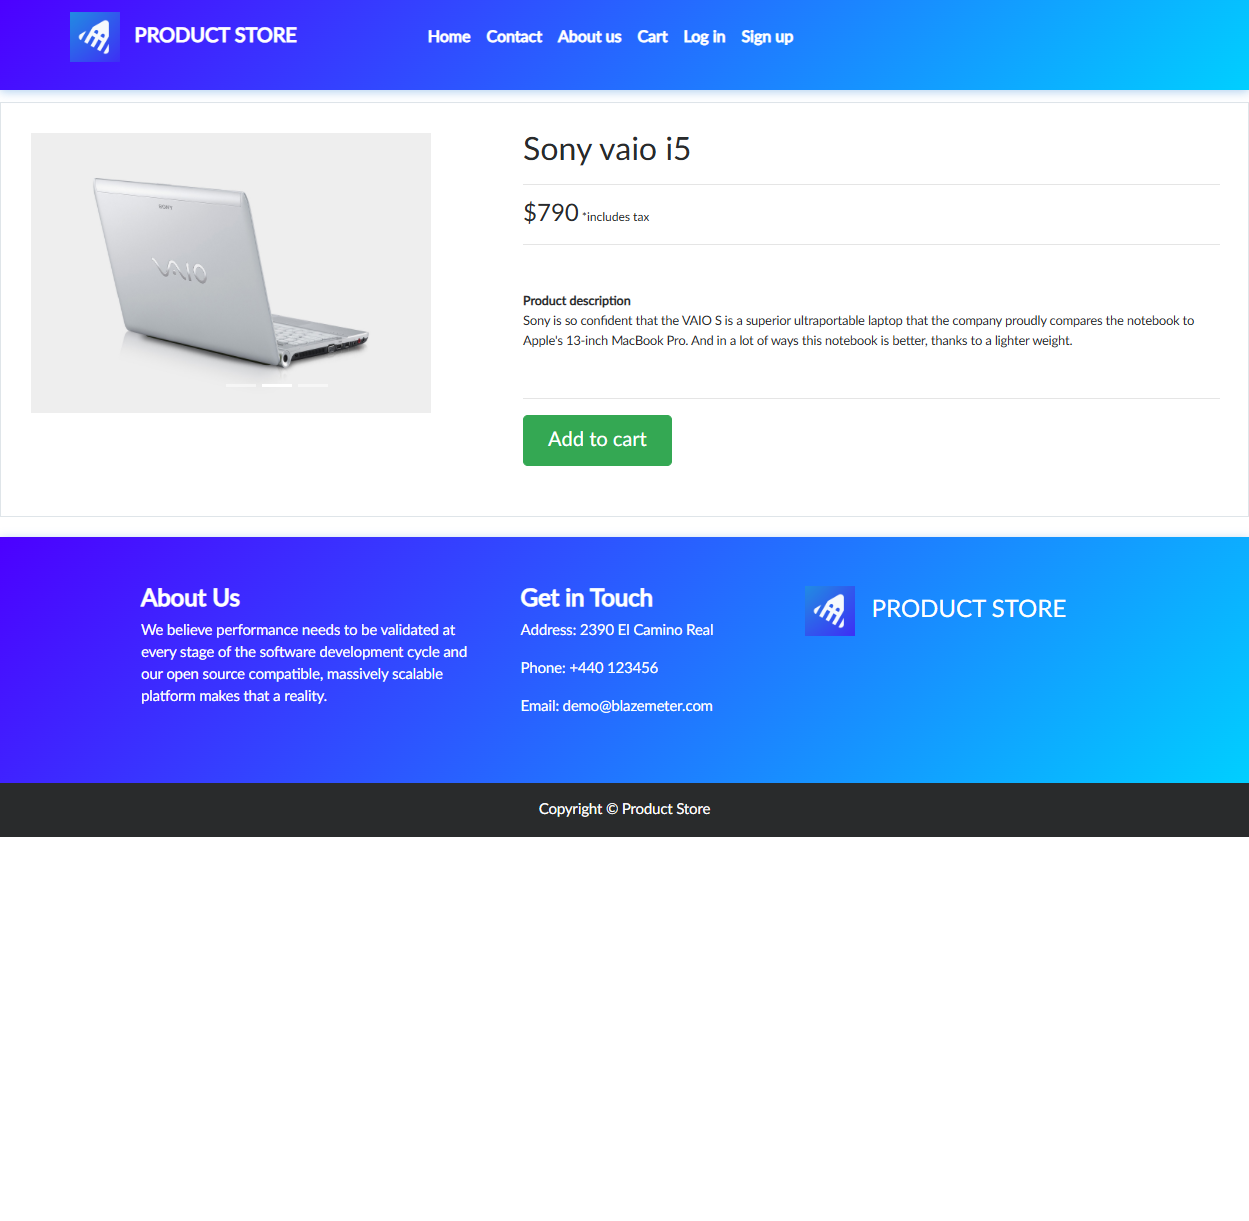 PRODUCT STORE
Home Contact About us Cart Log in Sign up
SONY
VAIO
Sony vaio i5
$790 *includes tax
Product description
Sony is so confident that the VAIO S is a superior ultraportable laptop that the company proudly compares the notebook to
Apple's 13-inch MacBook Pro. And in a lot of ways this notebook is better, thanks to a lighter weight.
Add to cart
About Us
We believe performance needs to be validated at
every stage of the software development cycle and
our open source compatible, massively scalable
platform makes that a reality.
Get in Touch
Address: 2390 El Camino Real
Phone: +440 123456
Email: demo@blazemeter.com
PRODUCT STORE
Copyright © Product Store